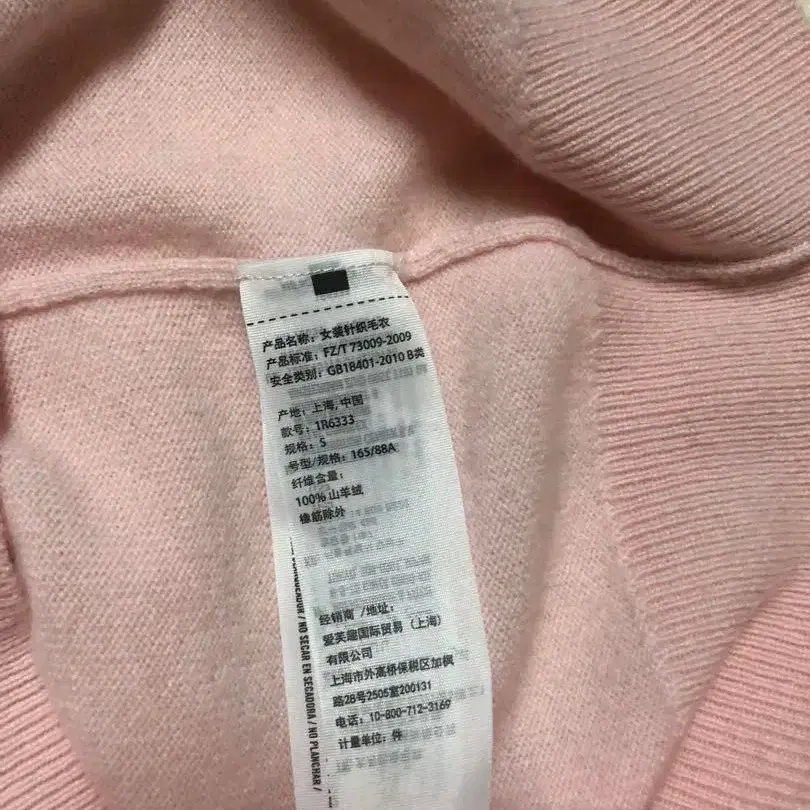 产品名称：女装针织毛衣
产品标准：FZ/T 73009-2009
安全类别：GB18401-2010 B类
产地：上海, 中国
款号：1R6333
规格：S
号型/规格：165/88A
纤维含量：
100% 山羊绒
橡筋除外
经销商 /地址：
爱芙趣国际贸易（上海）
有限公司
上海市外高桥保税区加枫
路28号2505室200131
电话：10-800-712-3169
计量单位：件
/ NO SECAR EN SECADORA / NO PLANCHAR /